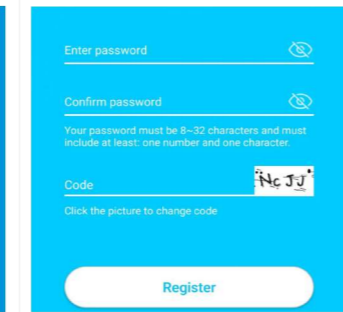 Enter password
Confirm password
Your password must be 8~32 characters and must
include at least: one number and one character.
Code
NcJJ
Click the picture to change code
Register